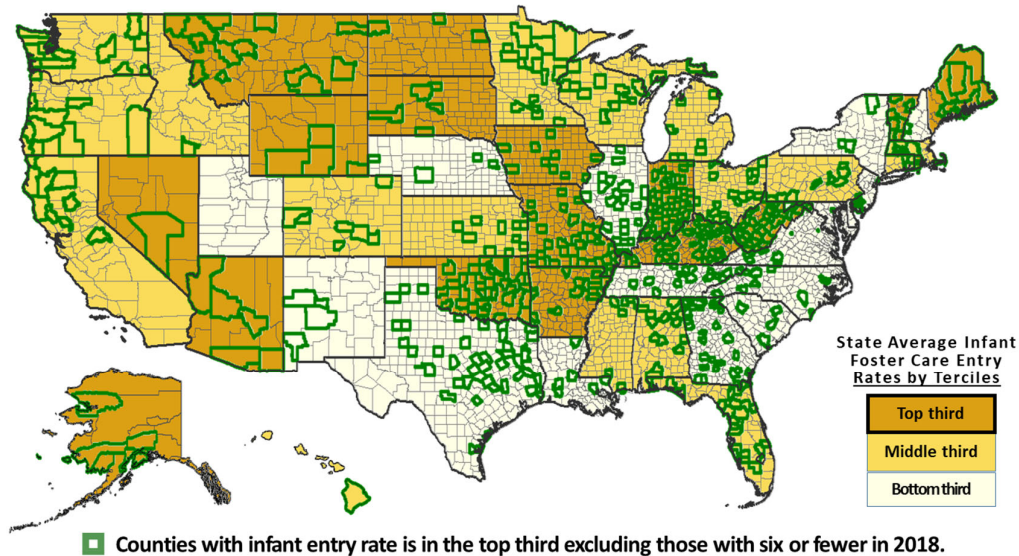 State Average Infant
Foster Care Entry
Rates by Terciles
Top third
Middle third
Bottom third
Counties with infant entry rate is in the top third excluding those with six or fewer in 2018.